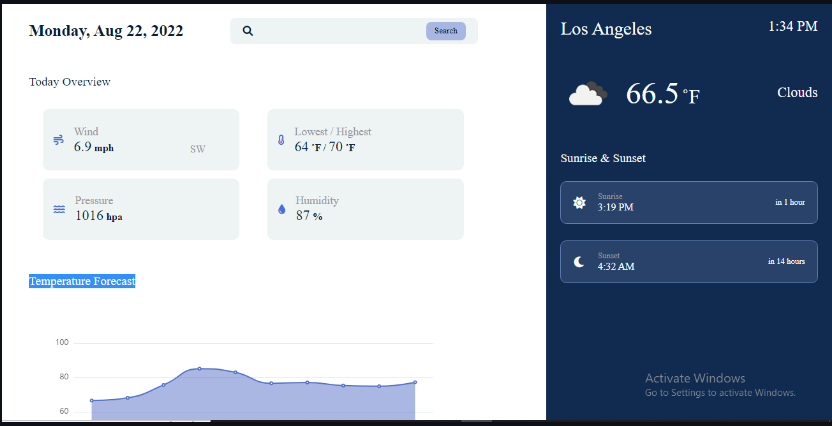 Monday, Aug 22, 2022
Search
Today Overview
Wind
6.9 mph
SW
Lowest / Highest
64 °F / 70 °F
Pressure
1016 hpa
Humidity
87 %
Temperature Forecast
100
80
60
Los Angeles
1:34 PM
66.5 °F
Clouds
Sunrise & Sunset
Sunrise
3:19 PM
in 1 hour
Sunset
4:32 AM
in 14 hours
Activate Windows
Go to Settings to activate Windows.